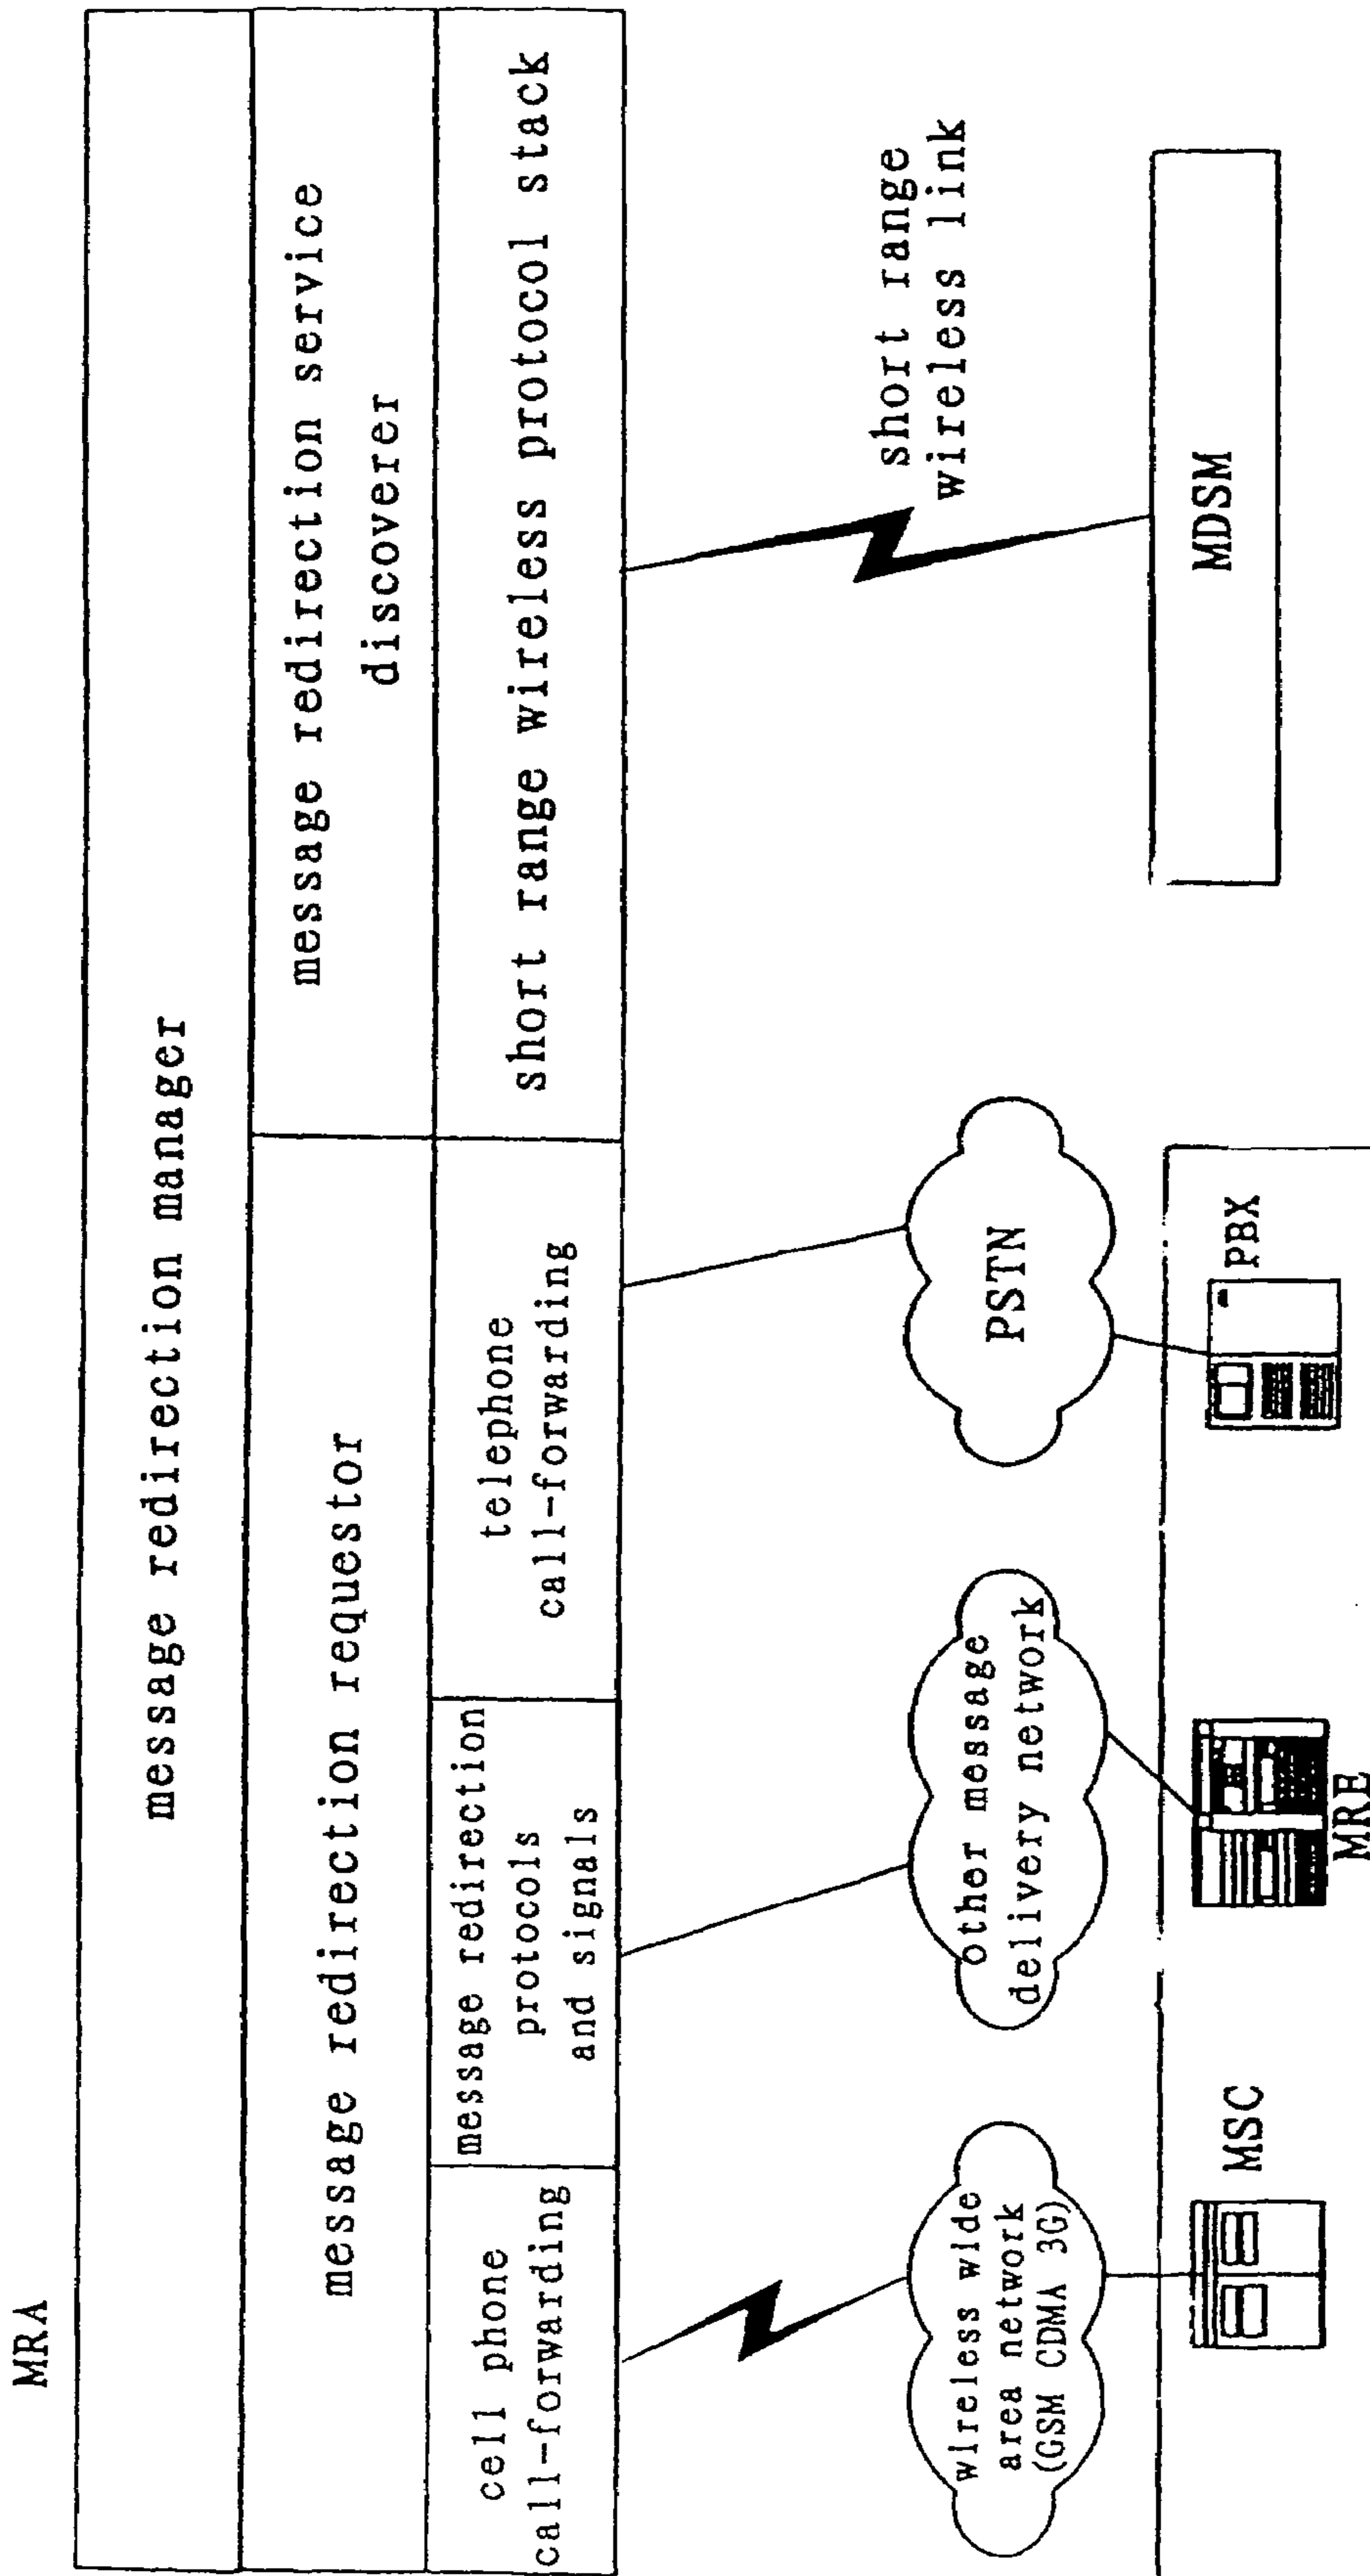 MRA
message redirection manager
message redirection requestor
message redirection service
discoverer
cell phone
call-forwarding
message redirection
protocols
and signals
telephone
call-forwarding
short range wireless protocol stack
short range
wireless link
wireless wide
area network
(GSM CDMA 3G)
other message
delivery network
PSTN
MSC
MRE
PBX
MDSM